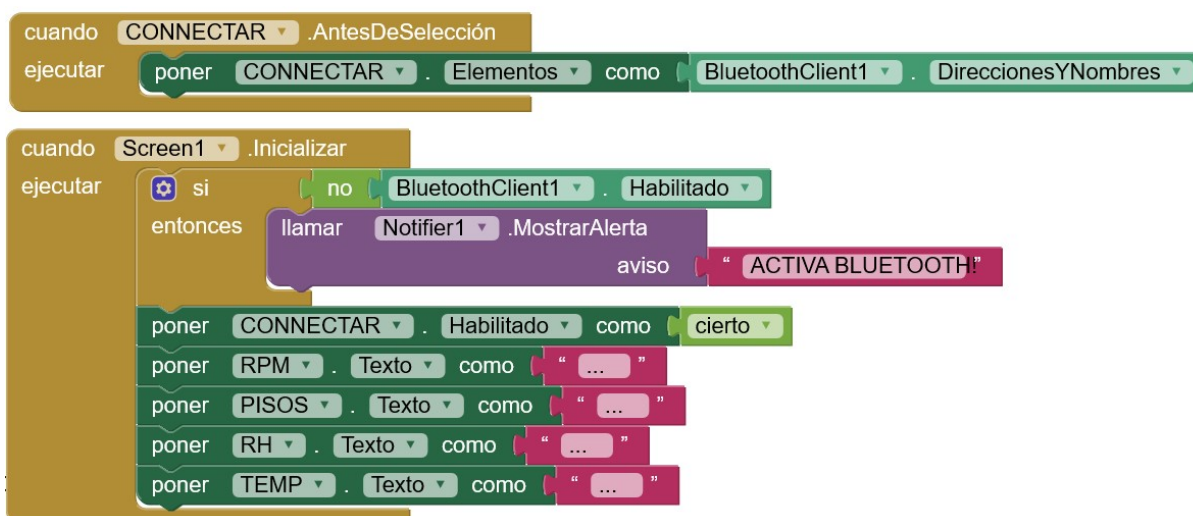 cuando CONNECTAR .AntesDeSelección
ejecutar poner CONNECTAR . Elementos como BluetoothClient1 . DireccionesYNombres
cuando Screen1 .Inicializar
ejecutar si no BluetoothClient1 . Habilitado
entonces llamar Notifier1 .MostrarAlerta
aviso " ACTIVA BLUETOOTH! "
poner CONNECTAR . Habilitado como cierto
poner RPM . Texto como " ... "
poner PISOS . Texto como " ... "
poner RH . Texto como " ... "
poner TEMP . Texto como " ... "